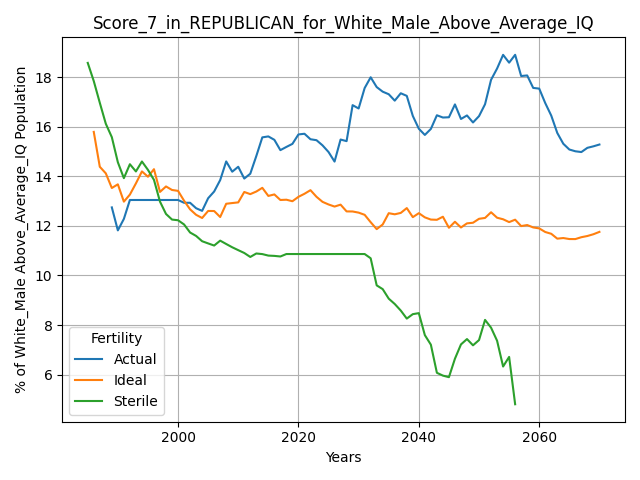 Score_7_in_REPUBLICAN_for_White_Male_Above_Average_IQ
% of White_Male Above_Average_IQ Population
18
16
14
12
10
8
6
Fertility
Actual
Ideal
Sterile
2000
2020
2040
2060
Years